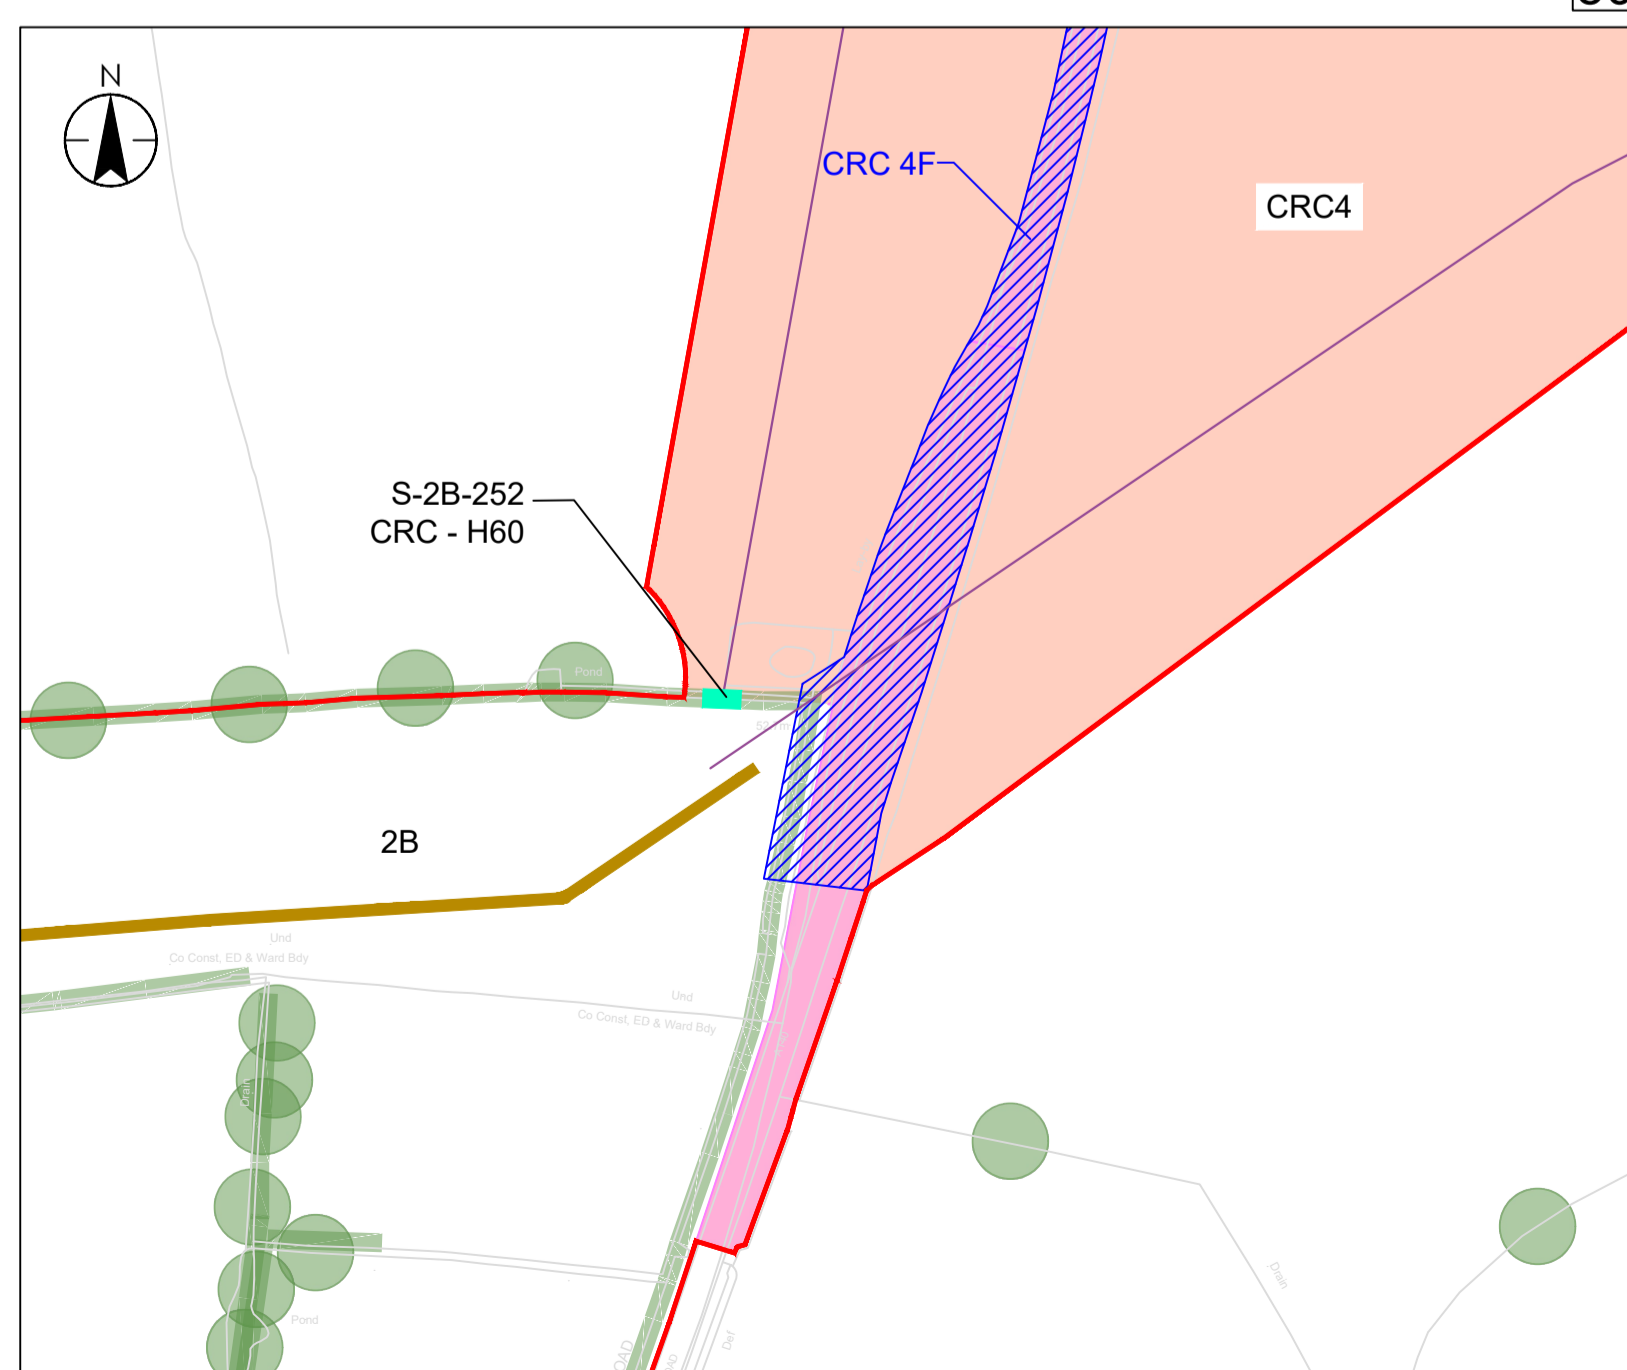 N
CRC 4F
CRC4
S-2B-252
CRC - H60
Pond
2B
Und
Co Const, ED & Ward Bdy
Und
Co Const, ED & Ward Bdy
Drain
Pond
Drain
Def